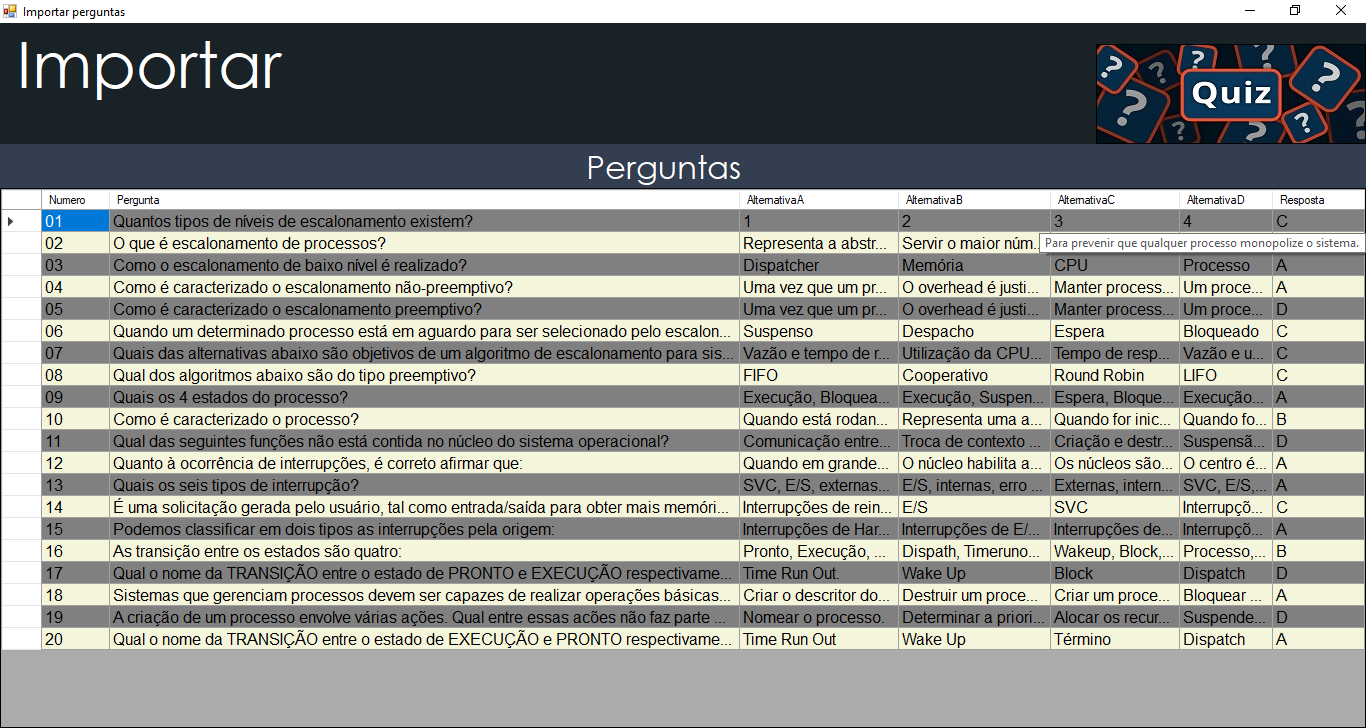 Importar perguntas
Importar
? ? ? ? ? ? ? ? ?
Quiz
Perguntas
Numero Pergunta AlternativaA AlternativaB AlternativaC AlternativaD Resposta
01 Quantos tipos de níveis de escalonamento existem? 1 2 3 4 C
02 O que é escalonamento de processos? Representa a abstr... Servir o maior núm...
Para prevenir que qualquer processo monopolize o sistema.
03 Como o escalonamento de baixo nível é realizado? Dispatcher Memória CPU Processo A
04 Como é caracterizado o escalonamento não-preemptivo? Uma vez que um pr... O overhead é justi... Manter process... Um proce... A
05 Como é caracterizado o escalonamento preemptivo? Uma vez que um pr... O overhead é justi... Manter process... Um proce... D
06 Quando um determinado processo está em aguardo para ser selecionado pelo escalon... Suspenso Despacho Espera Bloqueado C
07 Quais das alternativas abaixo são objetivos de um algoritmo de escalonamento para sis... Vazão e tempo de r... Utilização da CPU... Tempo de resp... Vazão e u... C
08 Qual dos algoritmos abaixo são do tipo preemptivo? FIFO Cooperativo Round Robin LIFO C
09 Quais os 4 estados do processo? Execução, Bloquea... Execução, Suspen... Espera, Bloque... Execução... A
10 Como é caracterizado o processo? Quando está rodan... Representa uma a... Quando for inic... Quando fo... B
11 Qual das seguintes funções não está contida no núcleo do sistema operacional? Comunicação entre... Troca de contexto ... Criação e destr... Suspensã... D
12 Quanto à ocorrência de interrupções, é correto afirmar que: Quando em grande... O núcleo habilita a... Os núcleos são... O centro é... A
13 Quais os seis tipos de interrupção? SVC, E/S, externas... E/S, internas, erro ... Externas, intern... SVC, E/S,... A
14 É uma solicitação gerada pelo usuário, tal como entrada/saída para obter mais memóri... Interrupções de rein... E/S SVC Interrupçõ... C
15 Podemos classificar em dois tipos as interrupções pela origem: Interrupções de Har... Interrupções de E/... Interrupções de... Interrupçõ... A
16 As transição entre os estados são quatro: Pronto, Execução, ... Dispath, Timeruno... Wakeup, Block,... Processo,... B
17 Qual o nome da TRANSIÇÃO entre o estado de PRONTO e EXECUÇÃO respectivame... Time Run Out. Wake Up Block Dispatch D
18 Sistemas que gerenciam processos devem ser capazes de realizar operações básicas... Criar o descritor do... Destruir um proce... Criar um proce... Bloquear ... A
19 A criação de um processo envolve várias ações. Qual entre essas acões não faz parte ... Nomear o processo. Determinar a priori... Alocar os recur... Suspende... D
20 Qual o nome da TRANSIÇÃO entre o estado de EXECUÇÃO e PRONTO respectivame... Time Run Out Wake Up Término Dispatch A